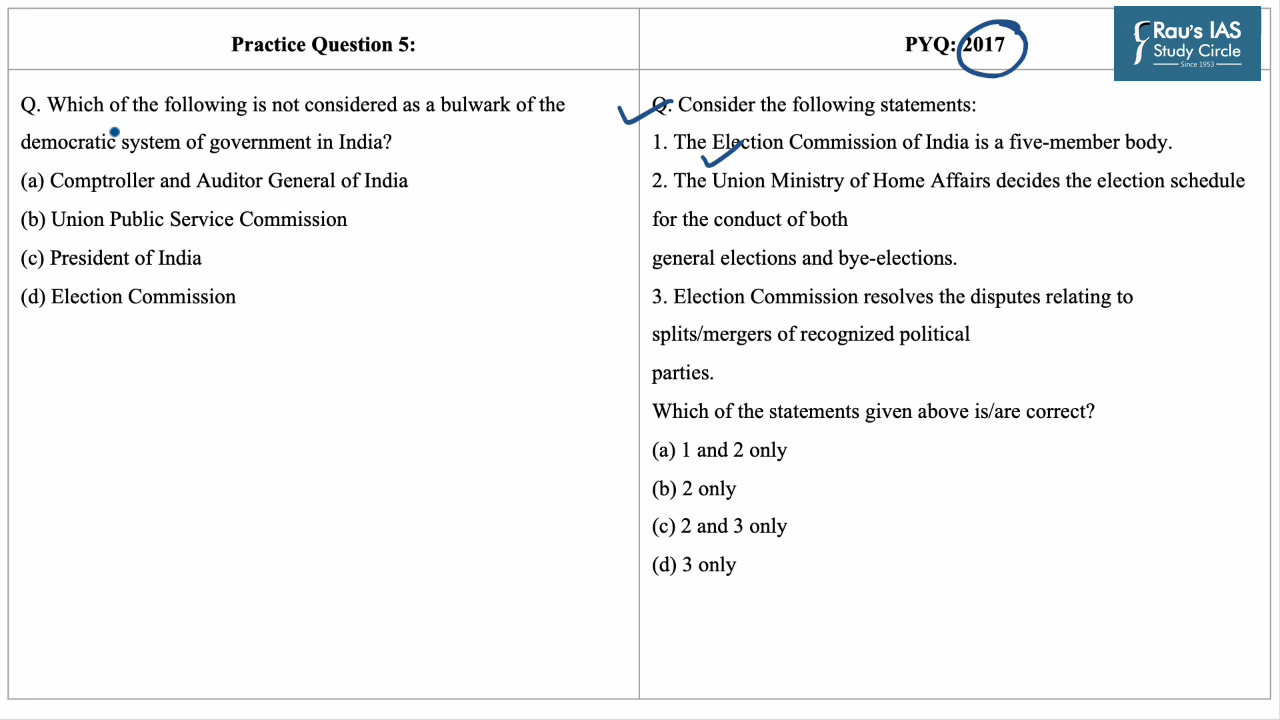 Practice Question 5:
PYQ: 2017
Rau's IAS
Study Circle
Since 1953
Q. Which of the following is not considered as a bulwark of the
democratic system of government in India?
(a) Comptroller and Auditor General of India
(b) Union Public Service Commission
(c) President of India
(d) Election Commission
Q. Consider the following statements:
1. The Election Commission of India is a five-member body.
2. The Union Ministry of Home Affairs decides the election schedule
for the conduct of both
general elections and bye-elections.
3. Election Commission resolves the disputes relating to
splits/mergers of recognized political
parties.
Which of the statements given above is/are correct?
(a) 1 and 2 only
(b) 2 only
(c) 2 and 3 only
(d) 3 only